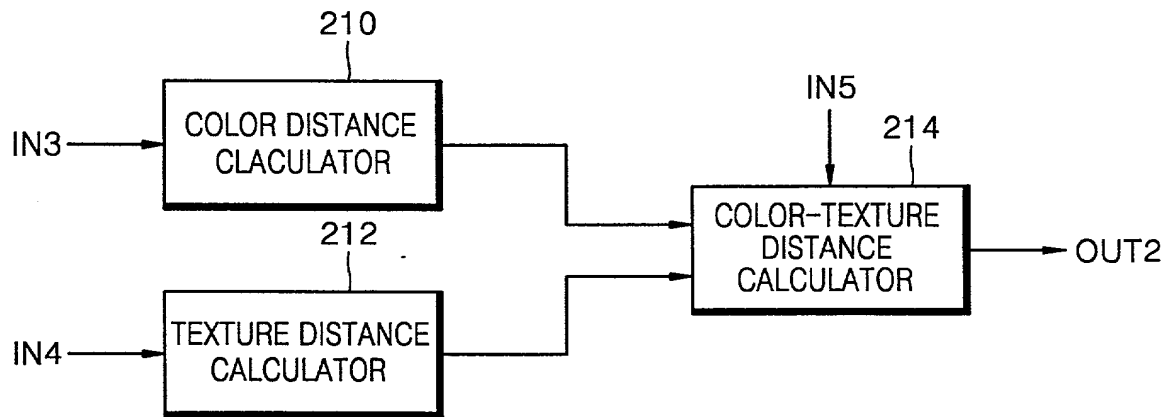 210
IN3
COLOR DISTANCE
CLACULATOR
IN5
214
COLOR-TEXTURE
DISTANCE
CALCULATOR
OUT2
212
IN4
TEXTURE DISTANCE
CALCULATOR